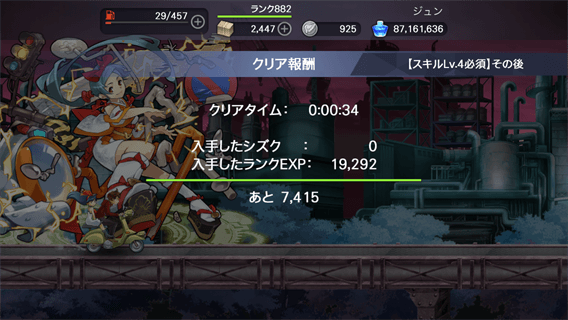 ランク882
ジュン
29/457
2,447
925
87,161,636
クリア報酬
【スキルLv.4必須】その後
クリアタイム： 0:00:34
入手したシズク ： 0
入手したランクEXP： 19,292
あと 7,415